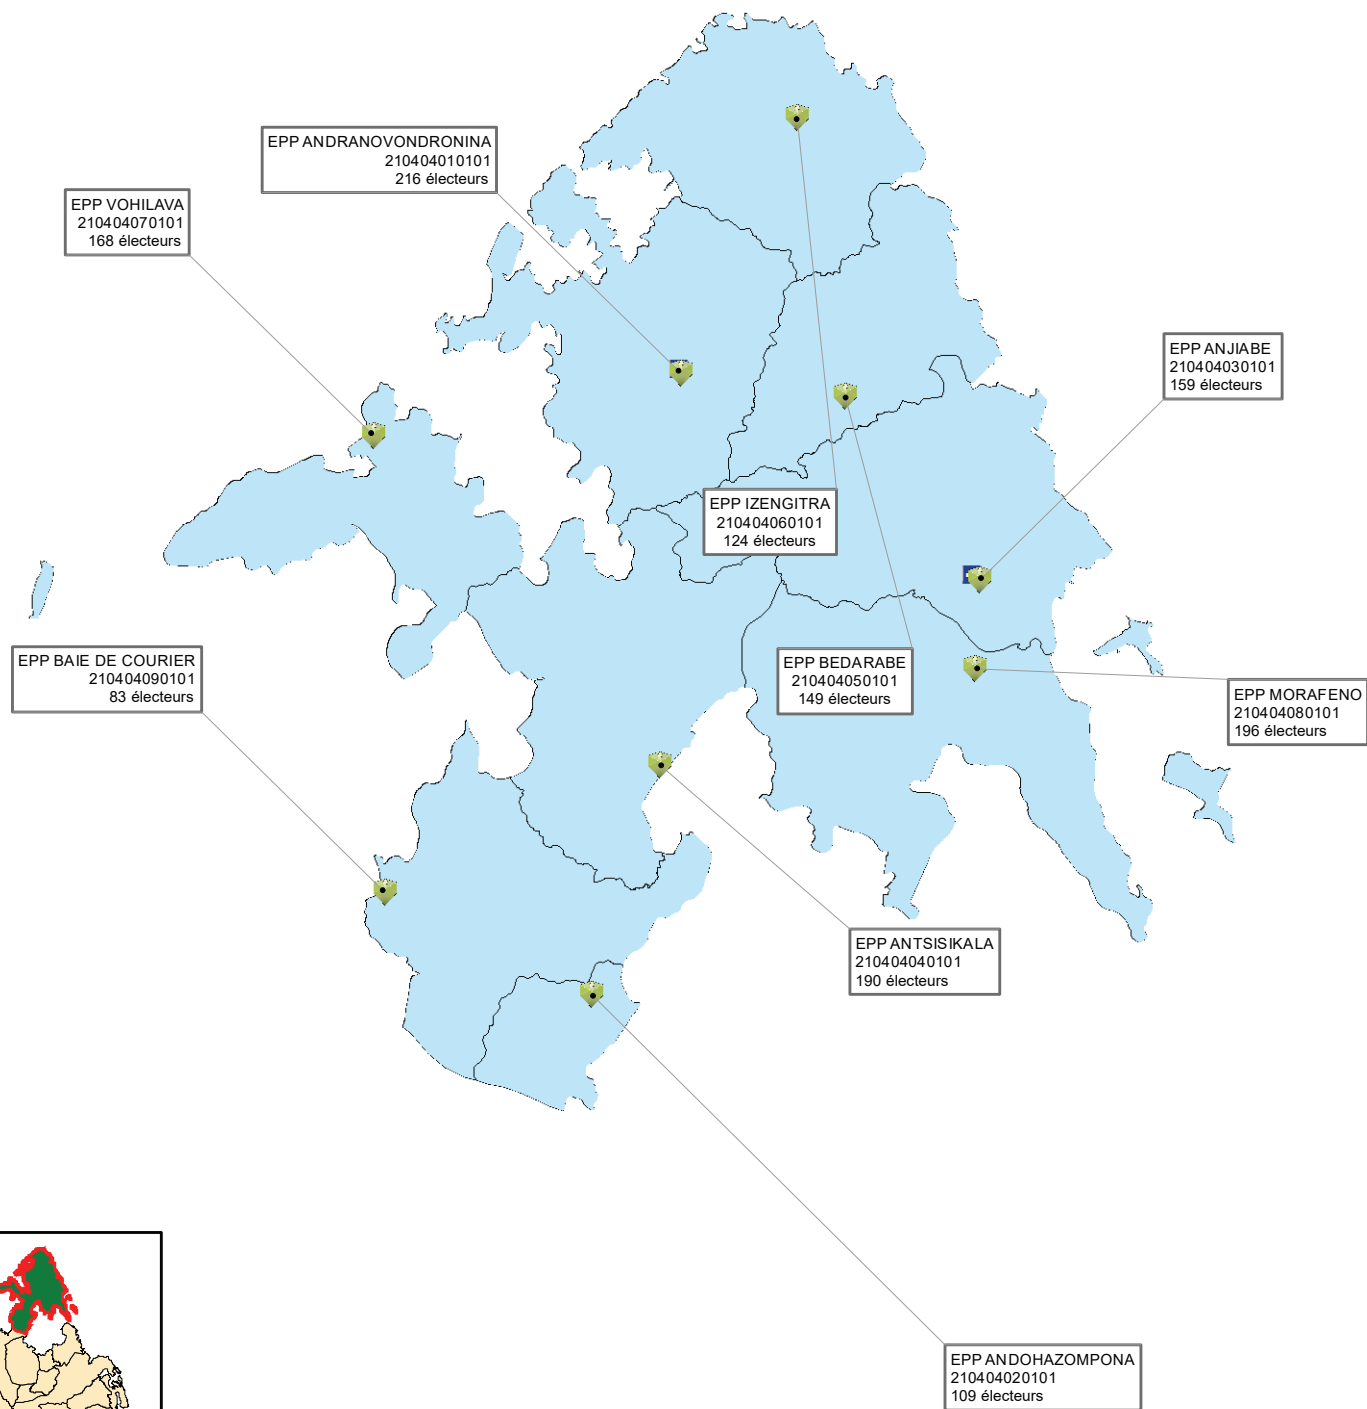 EPP ANDRANOVONDRONINA
210404010101
216 électeurs
EPP VOHILAVA
210404070101
168 électeurs
EPP ANJIABE
210404030101
159 électeurs
EPP IZENGITRA
210404060101
124 électeurs
EPP BAIE DE COURIER
210404090101
83 électeurs
EPP BEDARABE
210404050101
149 électeurs
EPP MORAFENO
210404080101
196 électeurs
EPP ANTSISIKALA
210404040101
190 électeurs
EPP ANDOHAZOMPONA
210404020101
109 électeurs